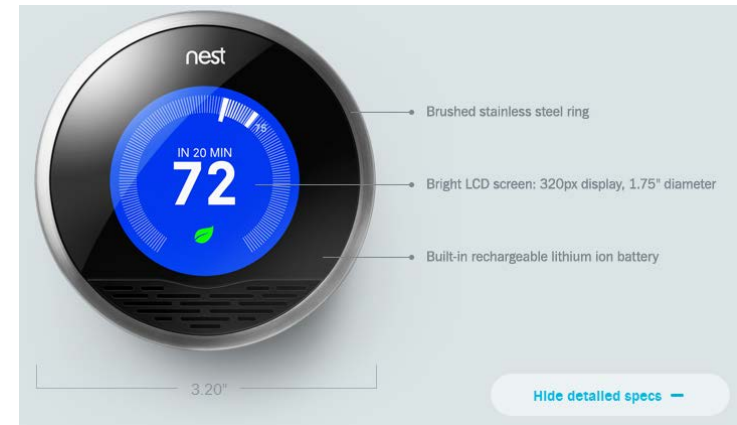 nest
75
IN 20 MIN
72
Brushed stainless steel ring
Bright LCD screen: 320px display, 1.75" diameter
Built-in rechargeable lithium ion battery
3.20"
Hide detailed specs